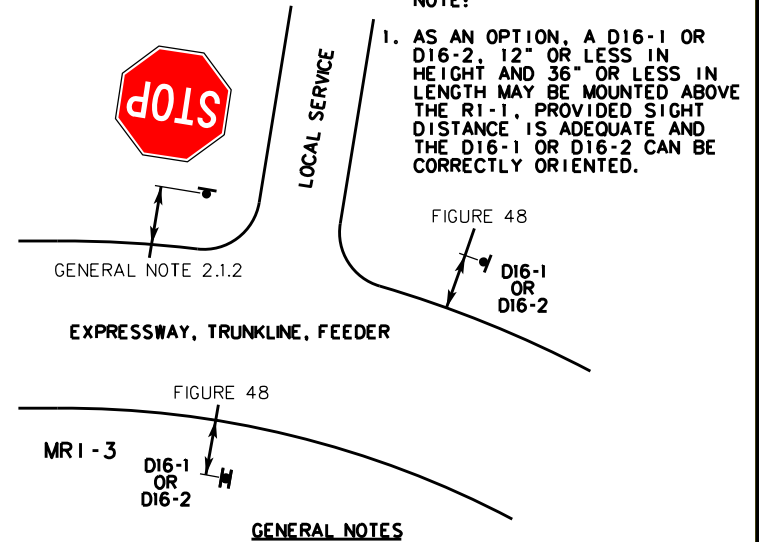 NOTE:
1. AS AN OPTION, A D16-1 OR
D16-2, 12" OR LESS IN
HEIGHT AND 36" OR LESS IN
LENGTH MAY BE MOUNTED ABOVE
THE R1-1, PROVIDED SIGHT
DISTANCE IS ADEQUATE AND
THE D16-1 OR D16-2 CAN BE
CORRECTLY ORIENTED.
STOP
LOCAL SERVICE
FIGURE 48
GENERAL NOTE 2.1.2
D16-1
OR
D16-2
EXPRESSWAY, TRUNKLINE, FEEDER
FIGURE 48
MR1-3
D16-1
OR
D16-2
GENERAL NOTES